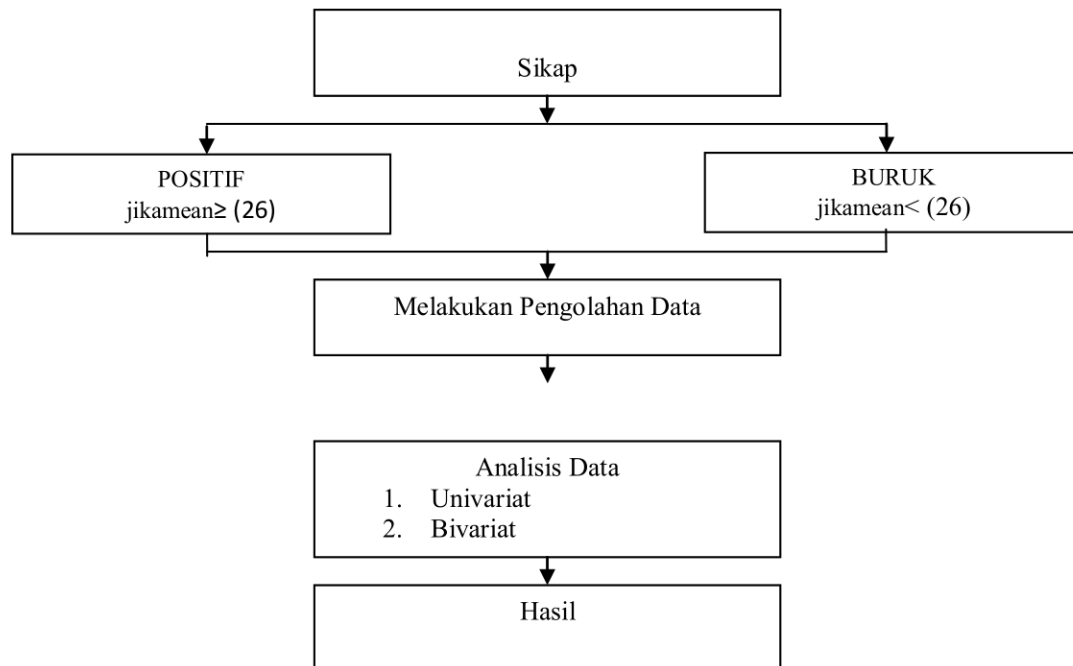 Sikap
POSITIF
jikamean≥ (26)
BURUK
jikamean< (26)
Melakukan Pengolahan Data
Analisis Data
1. Univariat
2. Bivariat
Hasil